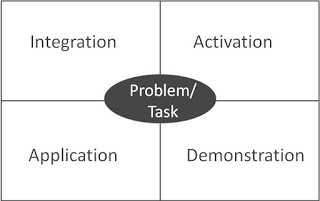 Integration
Activation
Problem/
Task
Application
Demonstration